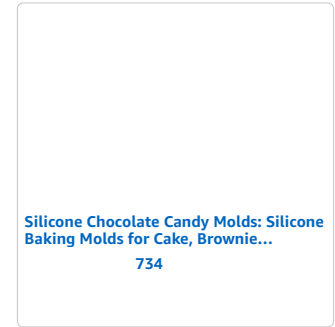 Silicone Chocolate Candy Molds: Silicone
Baking Molds for Cake, Brownie...
734